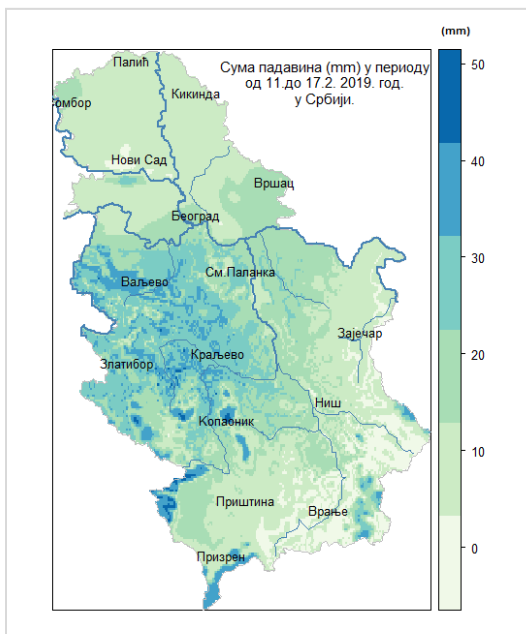 (mm)
Сума падавина (mm) у периоду
од 11.до 17.2. 2019. год.
у Србији.
Палић
Кикинда
омбор
Нови Сад
Вршац
Београд
См.Паланка
Ваљево
Зајечар
Краљево
Златибор
Ниш
Копаоник
Приштина
Врање
Призрен
50
40
30
20
10
0